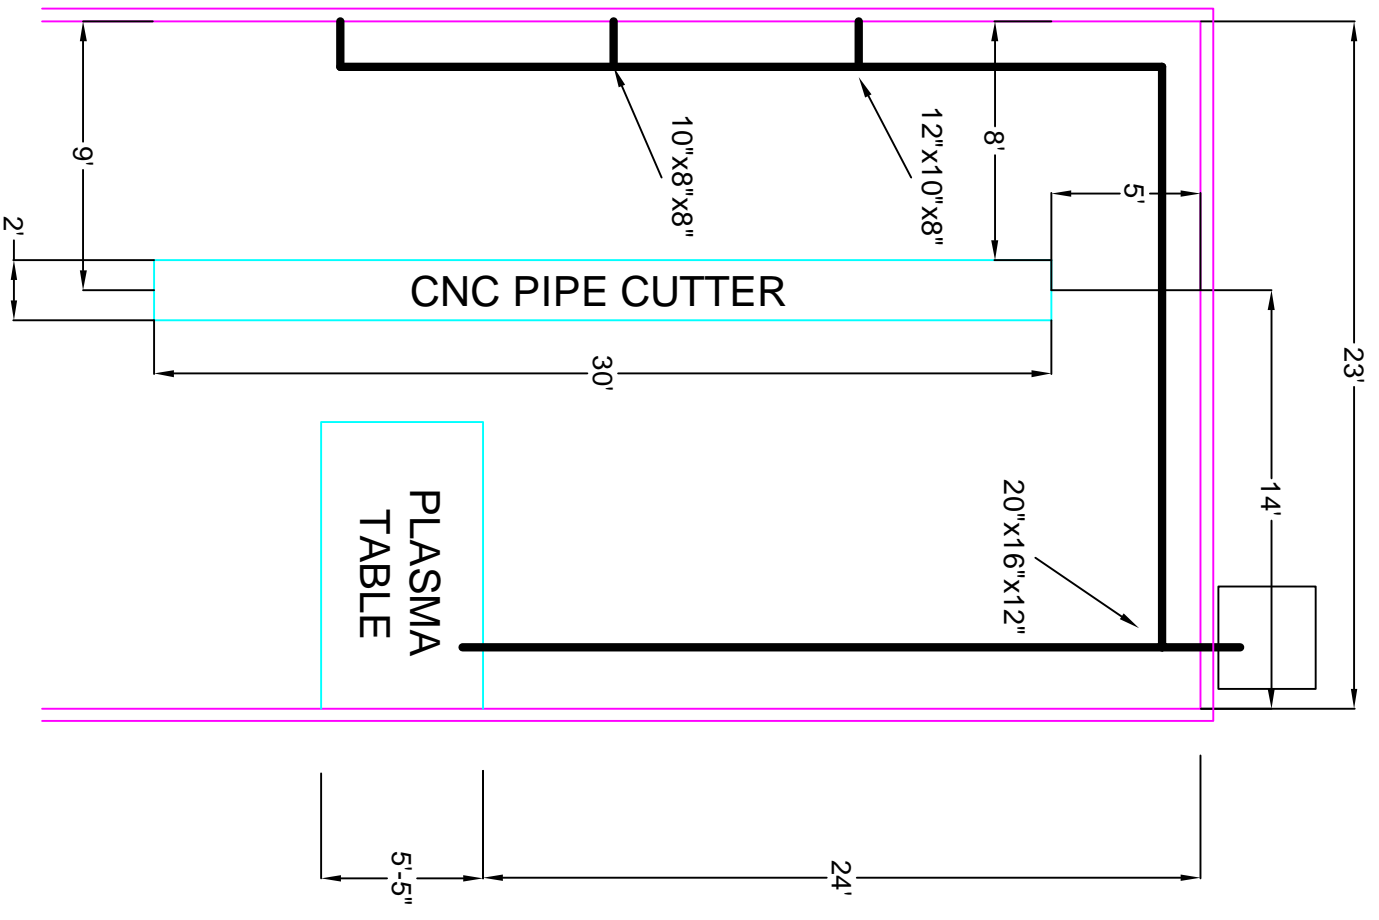 9'
2'
10"x8"x8"
12"x10"x8"
8'
5'
23'
14'
CNC PIPE CUTTER
30'
PLASMA
TABLE
20"x16"x12"
5'-5"
24'